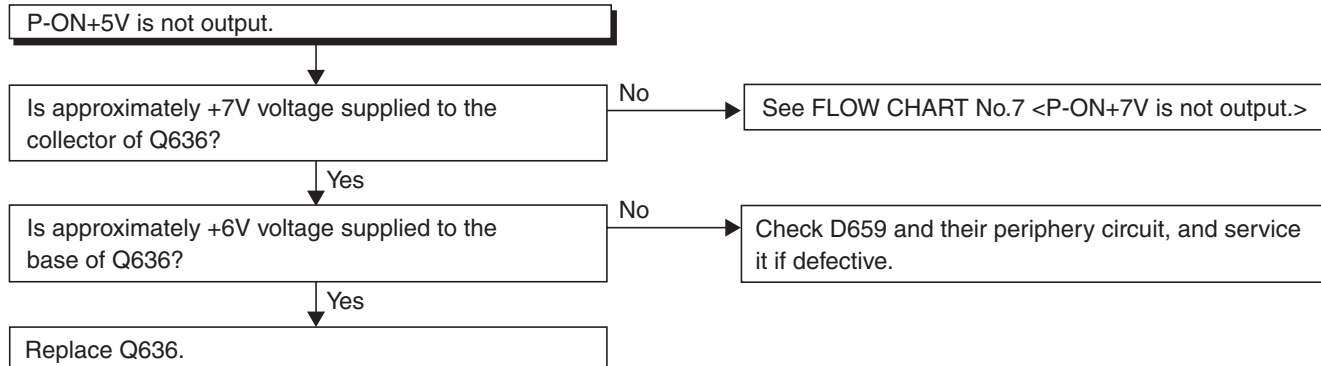 P-ON+5V is not output.
Is approximately +7V voltage supplied to the
collector of Q636?
No
See FLOW CHART No.7 <P-ON+7V is not output.>
Yes
Is approximately +6V voltage supplied to the
base of Q636?
No
Check D659 and their periphery circuit, and service
it if defective.
Yes
Replace Q636.